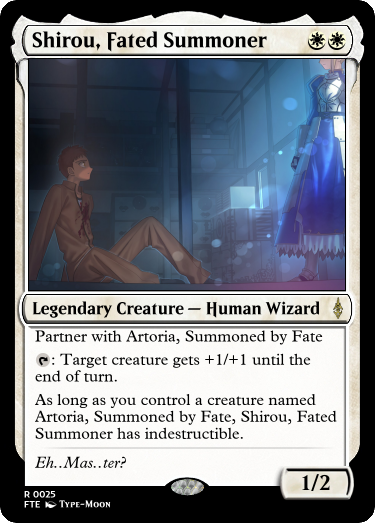 Shirou, Fated Summoner
Legendary Creature — Human Wizard
Partner with Artoria, Summoned by Fate
: Target creature gets +1/+1 until the
end of turn.
As long as you control a creature named
Artoria, Summoned by Fate, Shirou, Fated
Summoner has indestructible.
Eh..Mas..ter?
1/2
R 0025
FTE Type-Moon